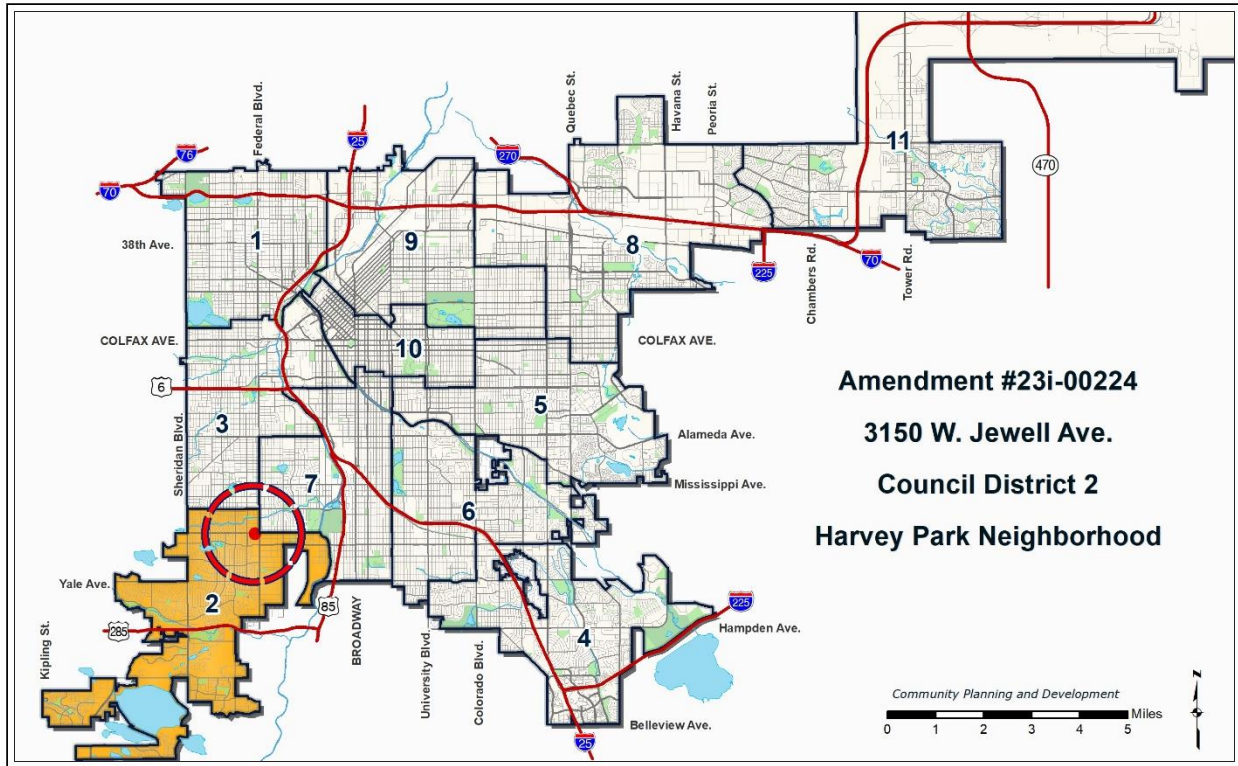 Federal Blvd.
25
Quebec St.
Havana St.
Peoria St.
76
270
11
70
470
38th Ave.
1
9
8
225
Chambers Rd.
70
Tower Rd.
COLFAX AVE.
10
COLFAX AVE.
6
3
Sheridan Blvd.
5
Alameda Ave.
7
Mississippi Ave.
6
Amendment #23i-00224
3150 W. Jewell Ave.
Council District 2
Harvey Park Neighborhood
Yale Ave.
2
85
BROADWAY
225
Kipling St.
285
University Blvd.
Colorado Blvd.
4
Hampden Ave.
Belleview Ave.
25
Community Planning and Development
Miles
0 1 2 3 4 5
N